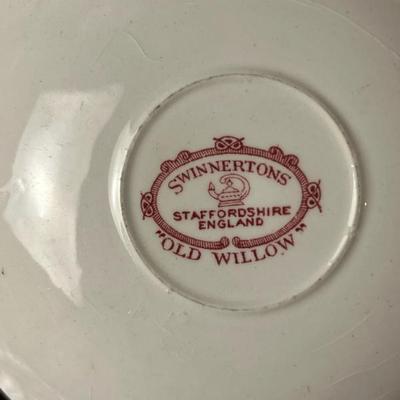 SWINNERTONS
STAFFORDSHIRE
ENGLAND
"OLD WILLOW"